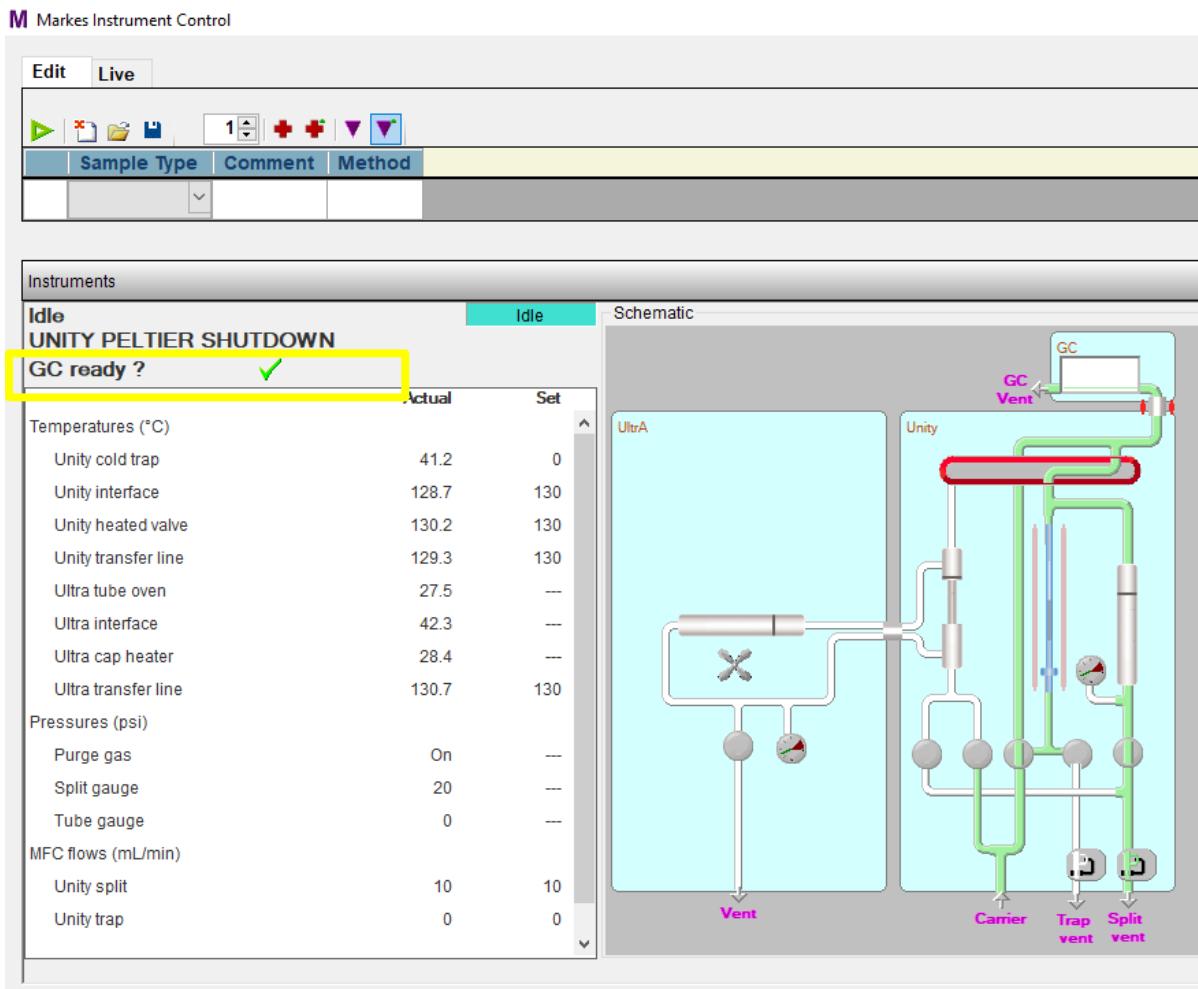 M Markes Instrument Control
Edit Live
1
Sample Type Comment Method
Instruments
Idle Idle
UNITY PELTIER SHUTDOWN
GC ready ?
Actual Set
Temperatures (°C)
Unity cold trap 41.2 0
Unity interface 128.7 130
Unity heated valve 130.2 130
Unity transfer line 129.3 130
Ultra tube oven 27.5 ---
Ultra interface 42.3 ---
Ultra cap heater 28.4 ---
Ultra transfer line 130.7 130
Pressures (psi)
Purge gas On ---
Split gauge 20 ---
Tube gauge 0 ---
MFC flows (mL/min)
Unity split 10 10
Unity trap 0 0
Schematic
GC
GC
Vent
UltrA
Unity
Vent
Carrier
Trap
vent
Split
vent